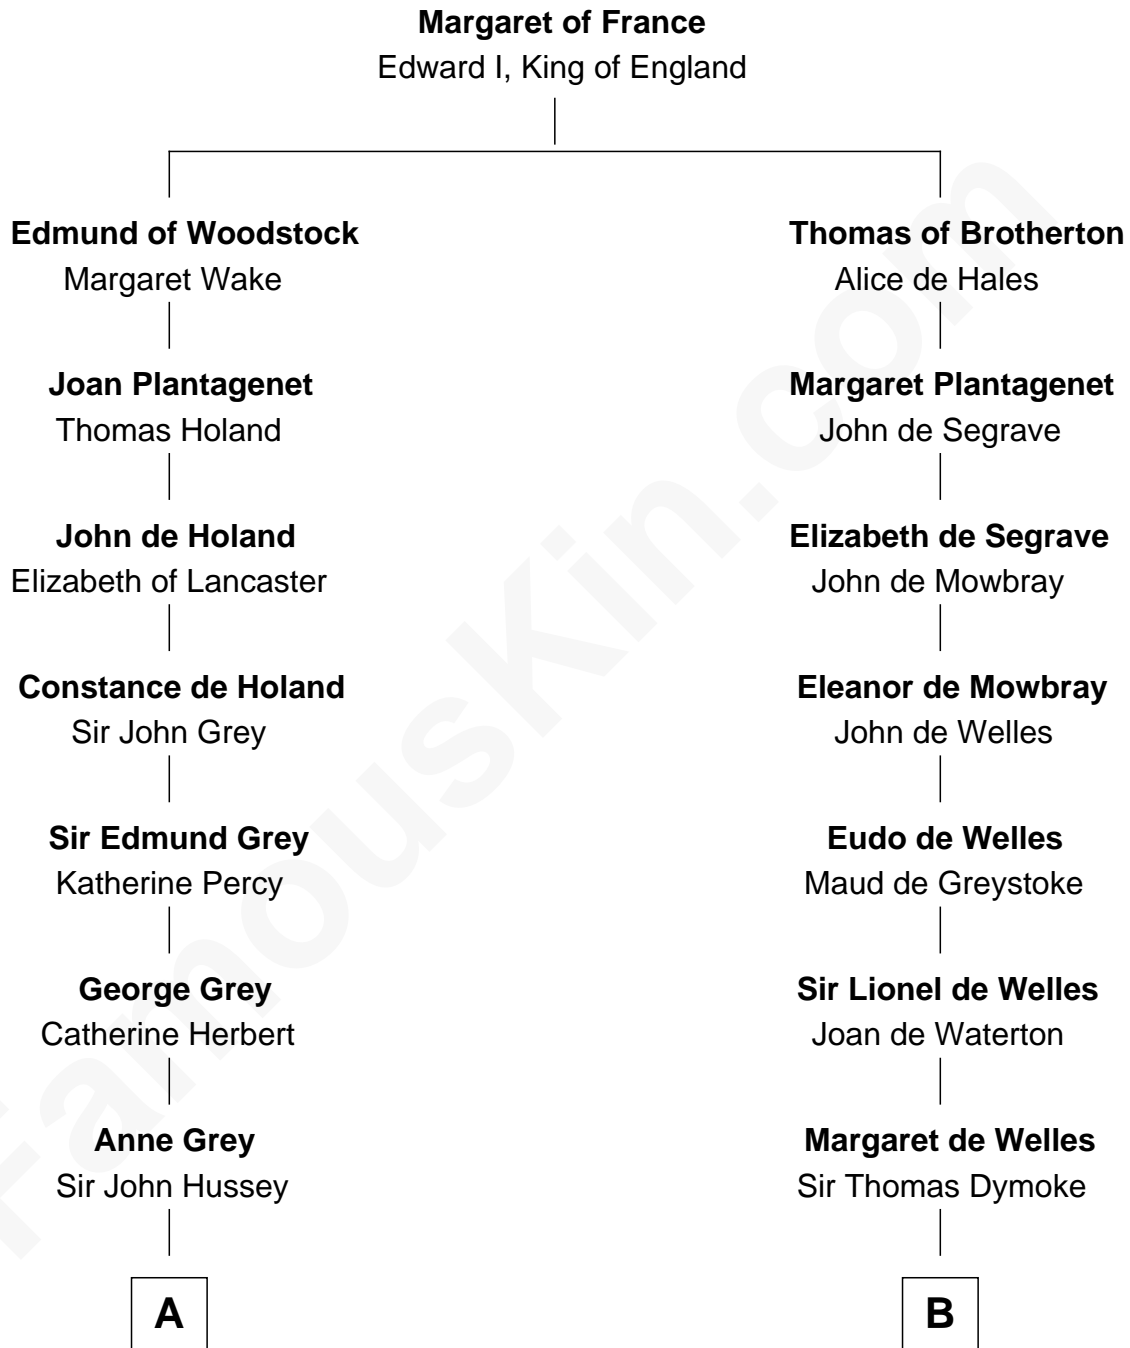 Margaret of France
Edward I, King of England
Edmund of Woodstock
Margaret Wake
Joan Plantagenet
Thomas Holand
John de Holand
Elizabeth of Lancaster
Constance de Holand
Sir John Grey
Sir Edmund Grey
Katherine Percy
George Grey
Catherine Herbert
Anne Grey
Sir John Hussey
A
Thomas of Brotherton
Alice de Hales
Margaret Plantagenet
John de Segrave
Elizabeth de Segrave
John de Mowbray
Eleanor de Mowbray
John de Welles
Eudo de Welles
Maud de Greystoke
Sir Lionel de Welles
Joan de Waterton
Margaret de Welles
Sir Thomas Dymoke
B
FamousKin.com